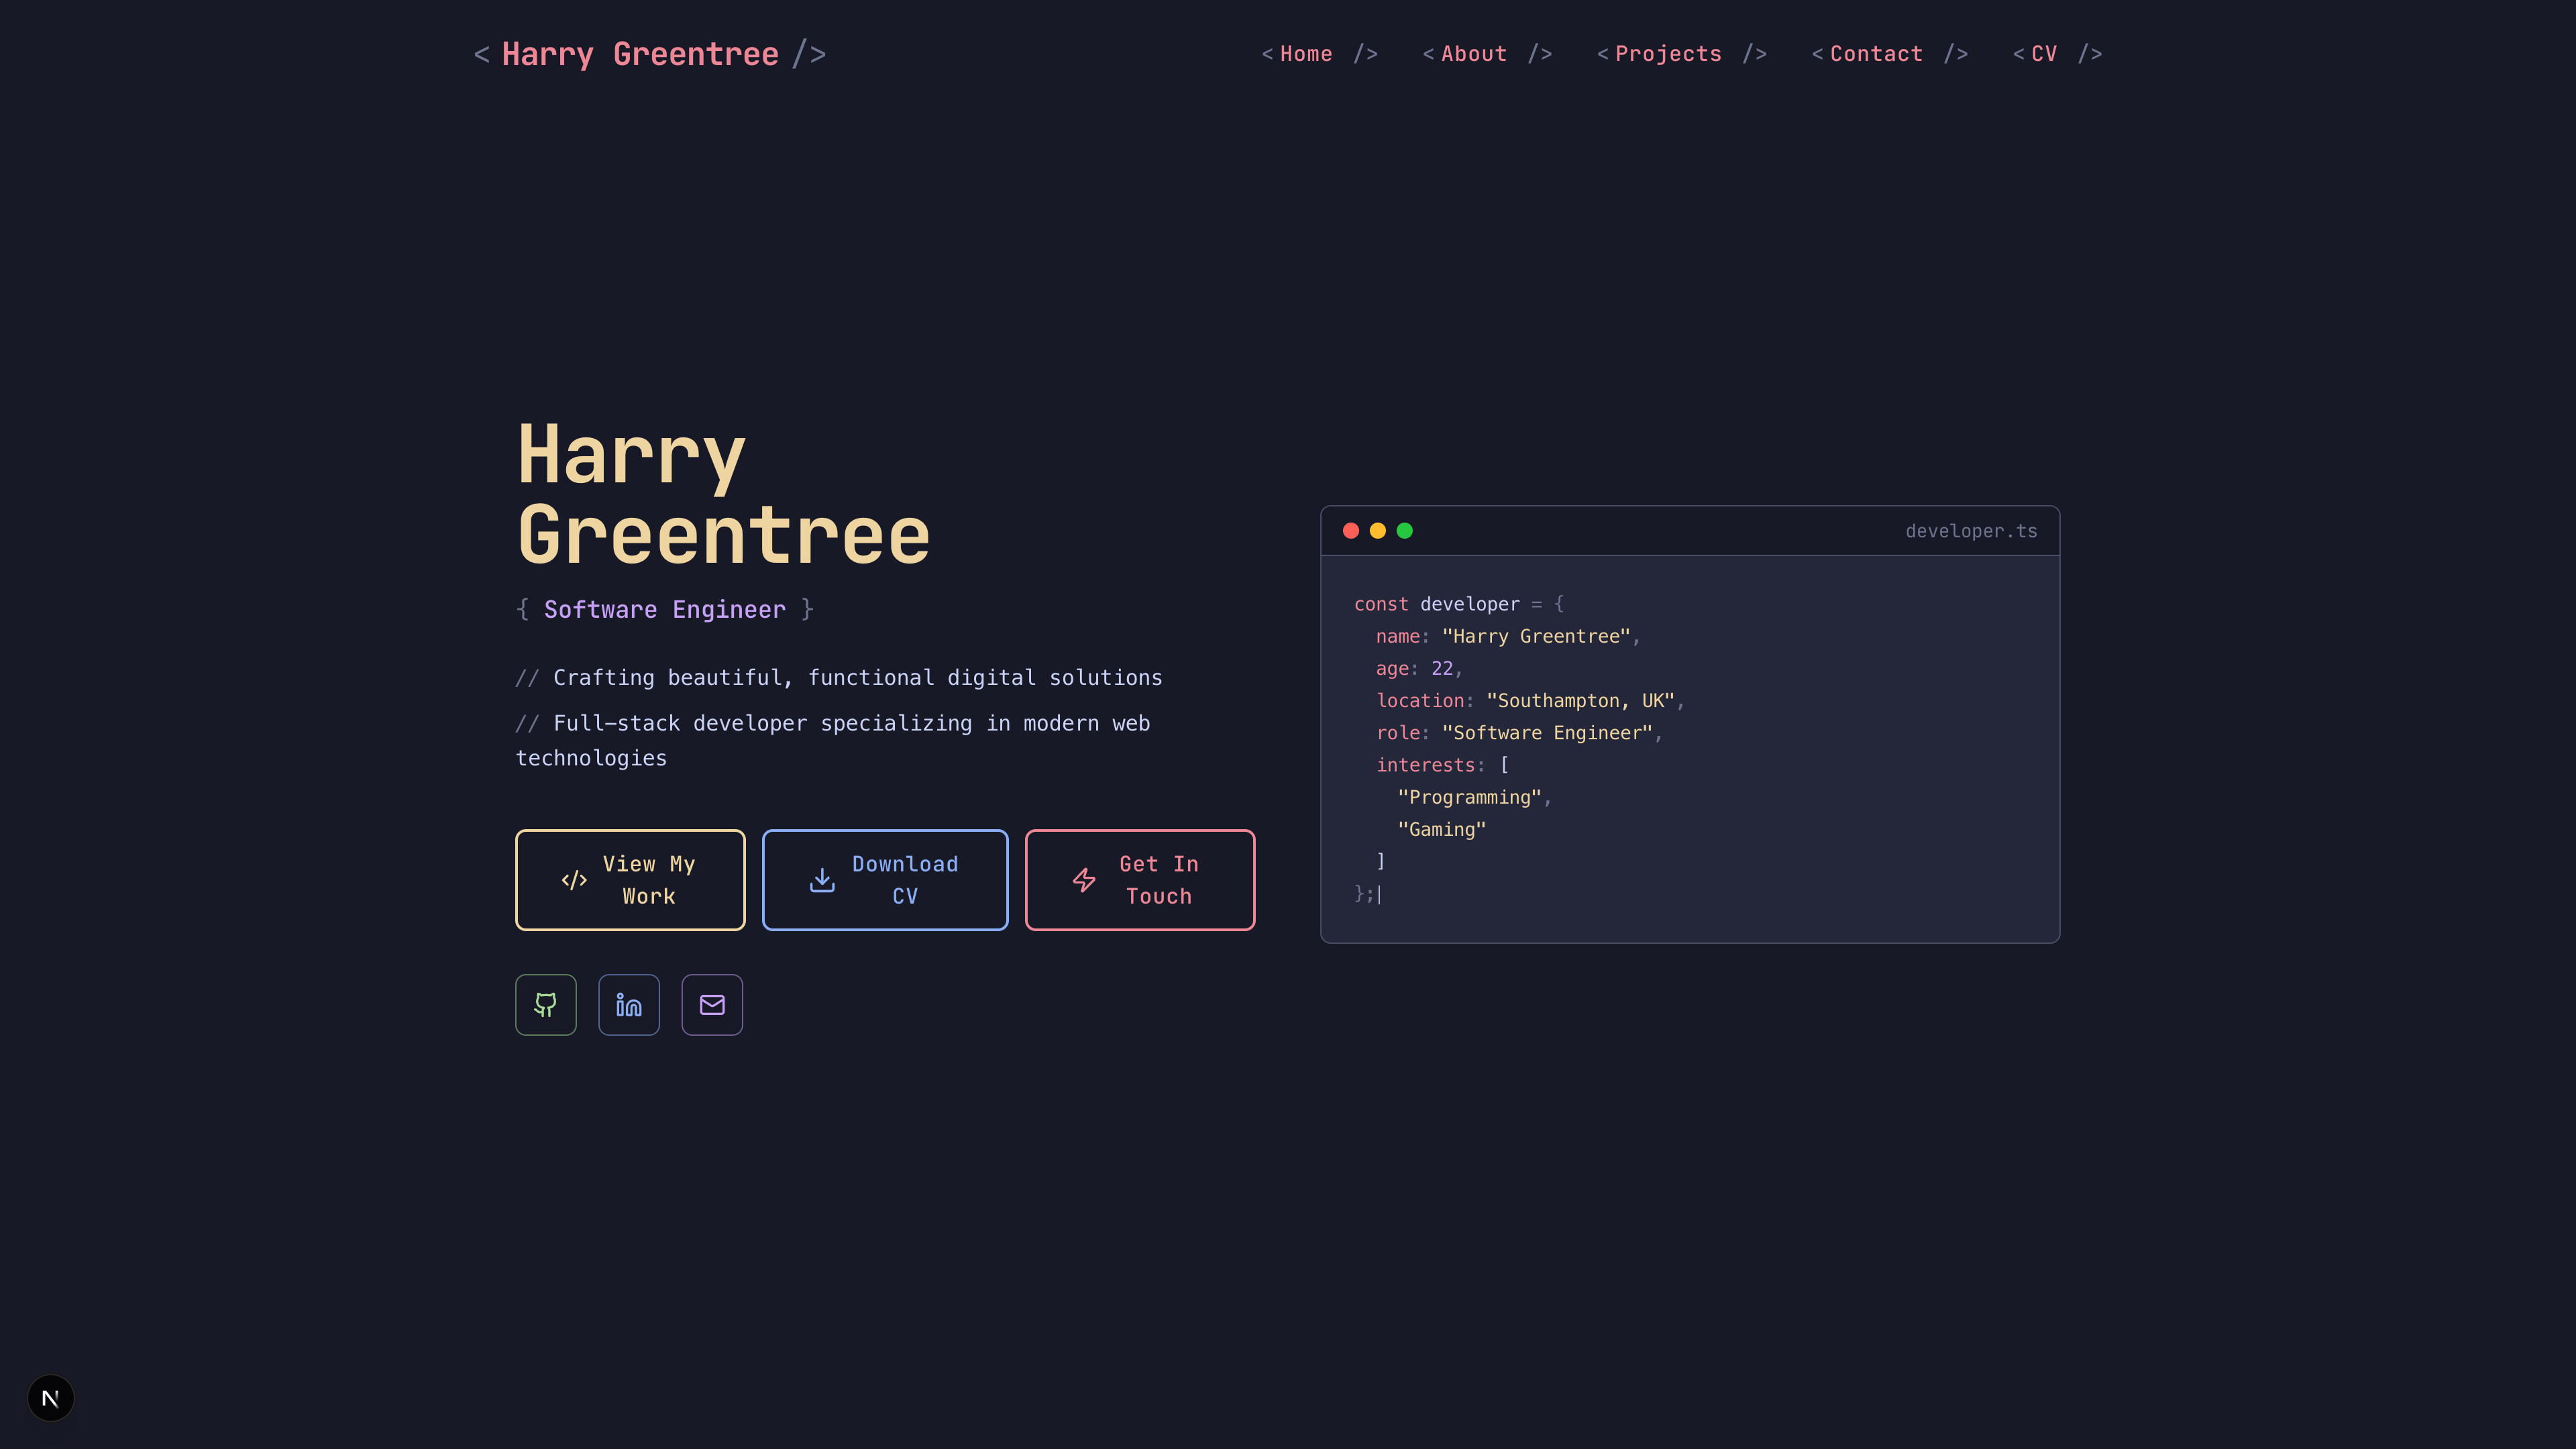 < Harry Greentree />
< Home /> < About /> < Projects /> < Contact /> < CV />
Harry
Greentree
{ Software Engineer }
// Crafting beautiful, functional digital solutions
// Full-stack developer specializing in modern web
technologies
View My
Work
Download
CV
Get In
Touch
developer.ts
const developer = {
  name: "Harry Greentree",
  age: 22,
  location: "Southampton, UK",
  role: "Software Engineer",
  interests: [
    "Programming",
    "Gaming"
  ]
};|
N